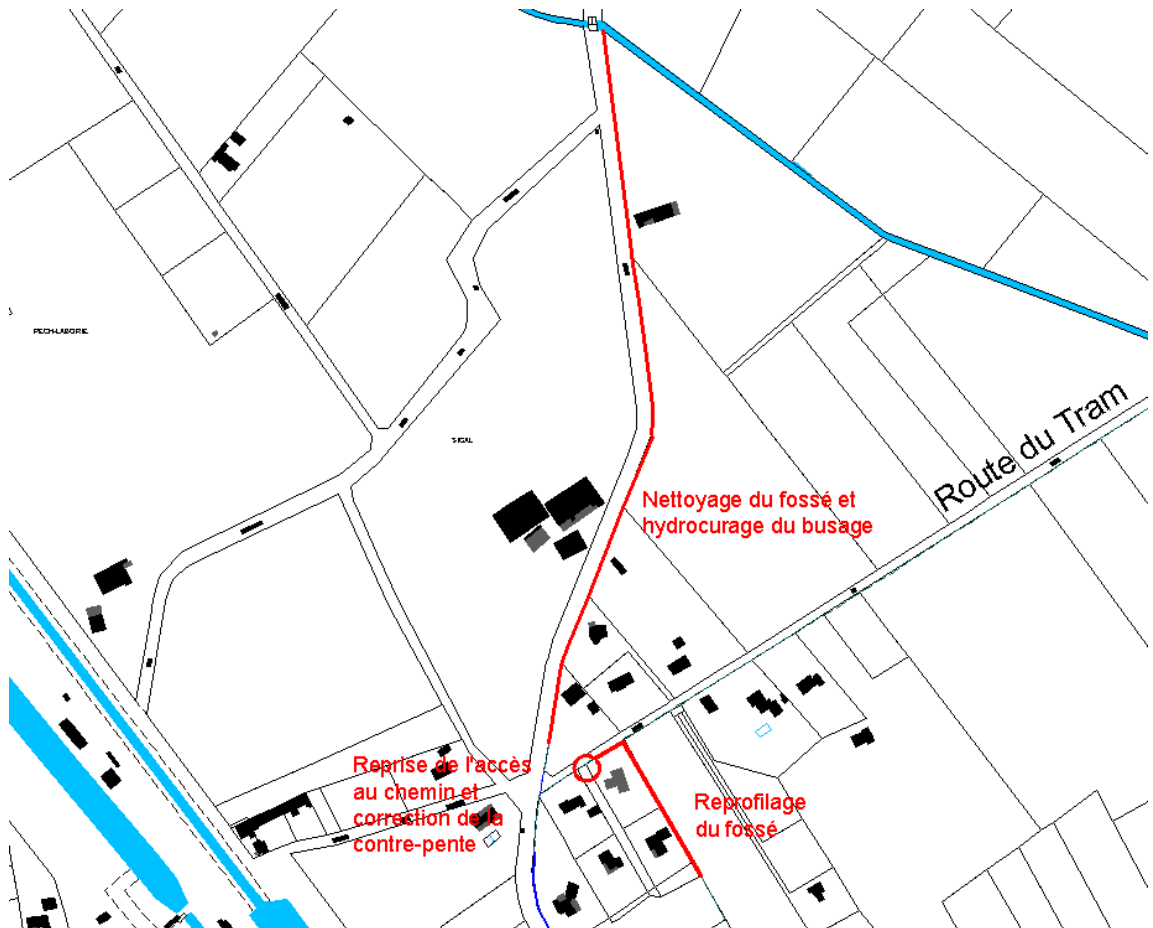 PECH-LABORIE
SIGAL
Route du Tram
Nettoyage du fossé et
hydrocurage du busage
Reprise de l'accès
au chemin et
correction de la
contre-pente
Reprofilage
du fossé